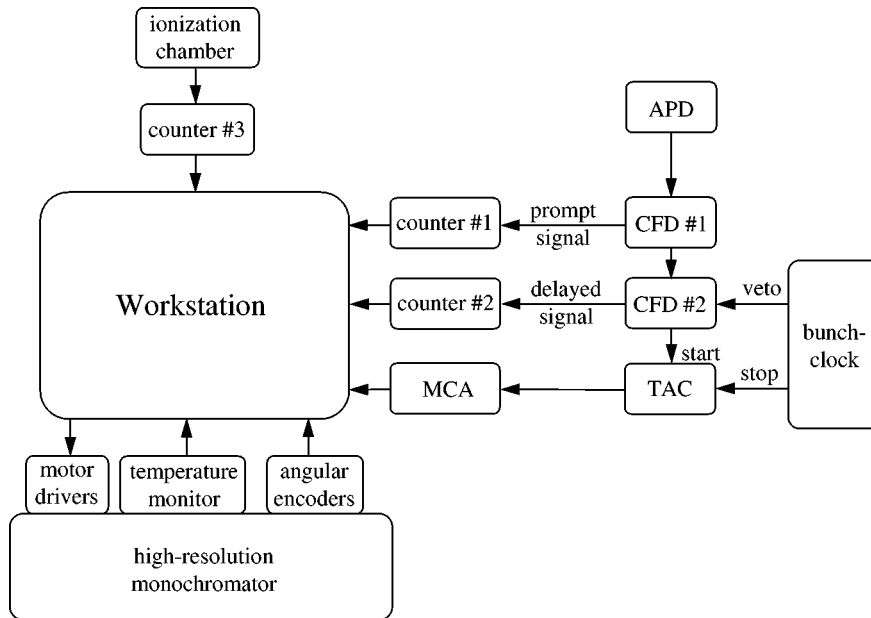 ionization
chamber
counter #3
APD
counter #1
prompt
signal
CFD #1
Workstation
counter #2
delayed
signal
CFD #2
veto
bunch-
clock
start
stop
MCA
TAC
motor
drivers
temperature
monitor
angular
encoders
high-resolution
monochromator